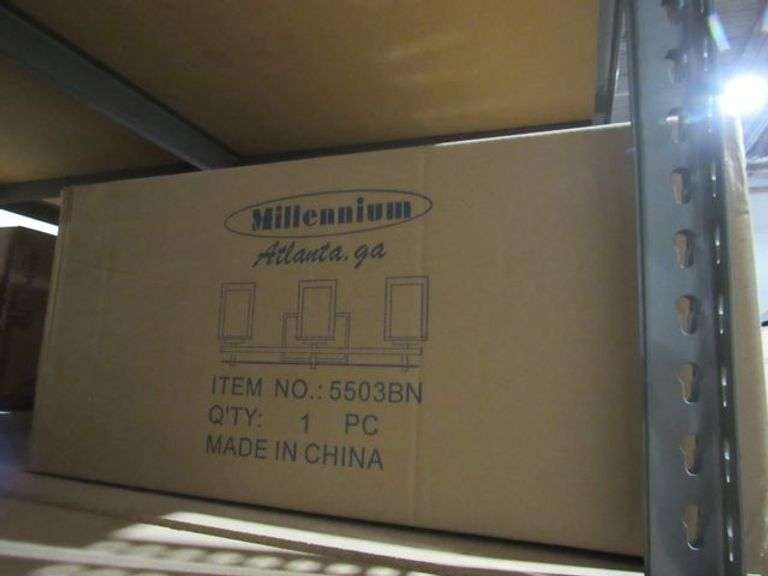 Millennium
Atlanta, ga
ITEM NO.: 5503BN
Q'TY: 1 PC
MADE IN CHINA